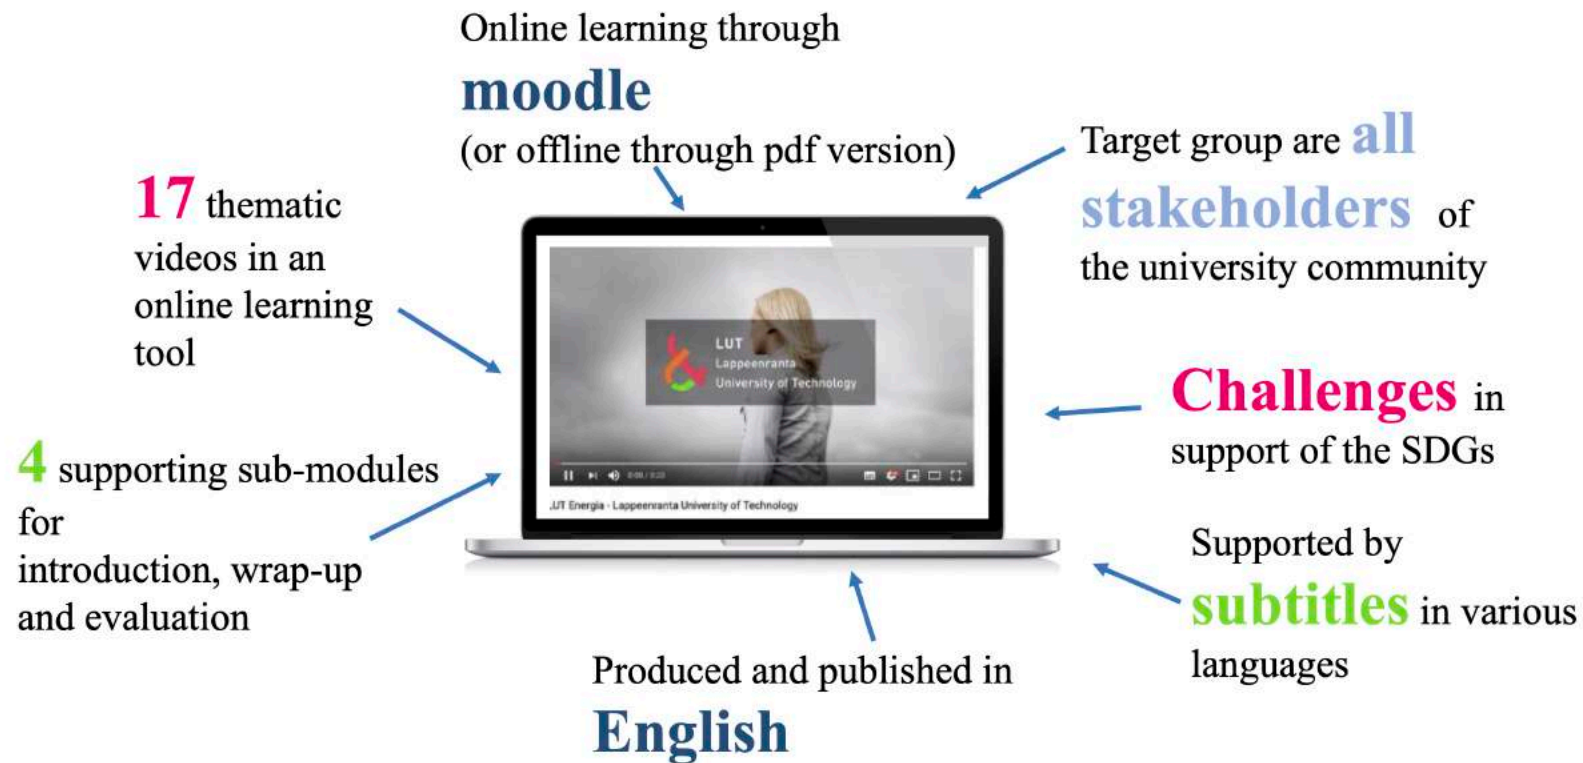 Online learning through
moodle
(or offline through pdf version)
Target group are all
stakeholders of
the university community
17 thematic
videos in an
online learning
tool
LUT
Lappeenranta
University of Technology
Challenges in
support of the SDGs
4 supporting sub-modules
for
introduction, wrap-up
and evaluation
LUT Energia - Lappeenranta University of Technology
Supported by
subtitles in various
languages
Produced and published in
English